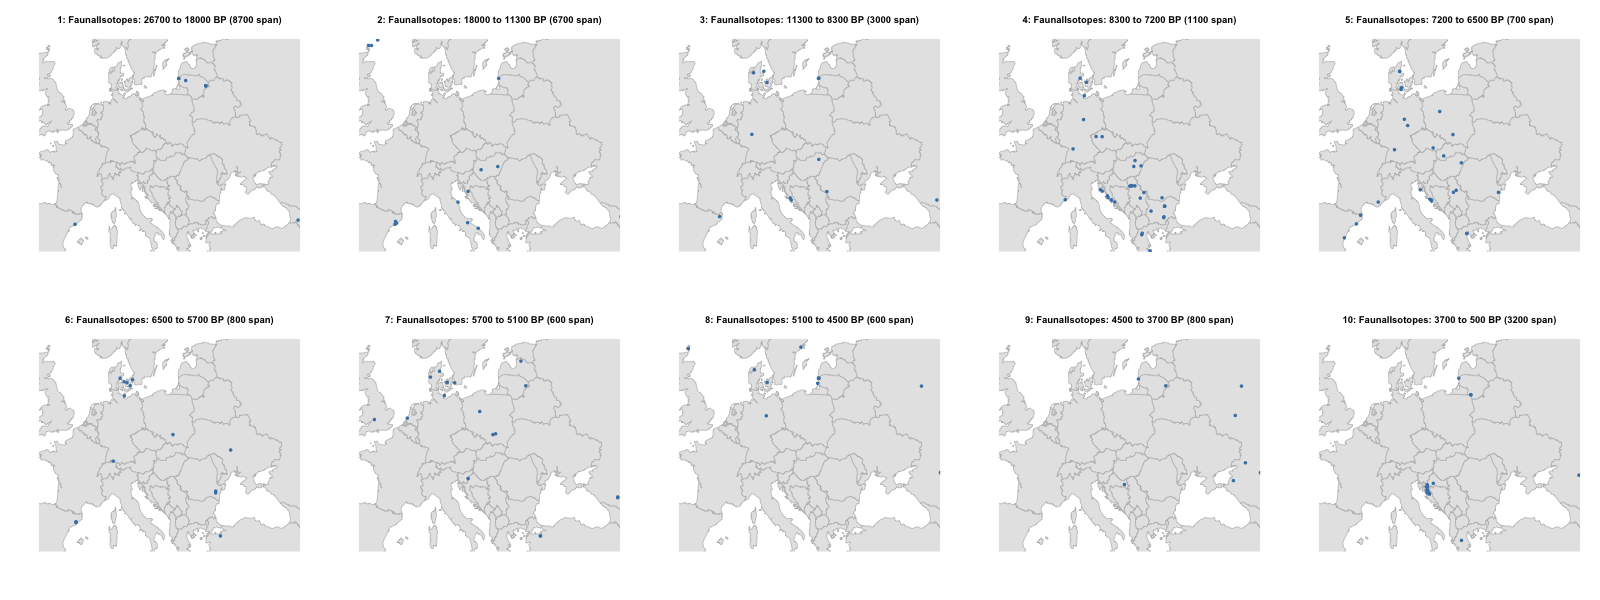 1: FaunalIsotopes: 26700 to 18000 BP (8700 span)
2: FaunalIsotopes: 18000 to 11300 BP (6700 span)
3: FaunalIsotopes: 11300 to 8300 BP (3000 span)
4: FaunalIsotopes: 8300 to 7200 BP (1100 span)
5: FaunalIsotopes: 7200 to 6500 BP (700 span)
6: FaunalIsotopes: 6500 to 5700 BP (800 span)
7: FaunalIsotopes: 5700 to 5100 BP (600 span)
8: FaunalIsotopes: 5100 to 4500 BP (600 span)
9: FaunalIsotopes: 4500 to 3700 BP (800 span)
10: FaunalIsotopes: 3700 to 500 BP (3200 span)